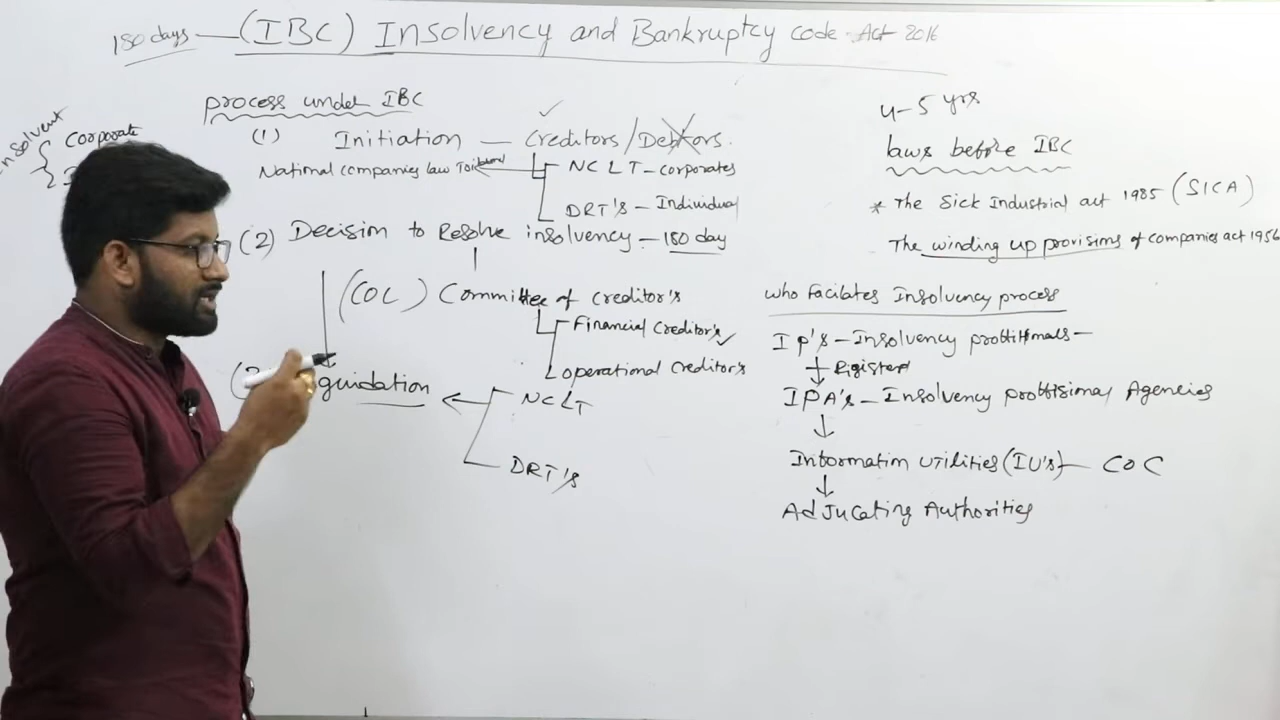 180 days — (IBC) Insolvency and Bankruptcy code Act 2016
Insolvent
Corporate
process under IBC
(1) Initiation — Creditors/Debtors.
National companies law
NCLT – corporates
DRT's – Individual
(2) Decision to Resolve insolvency – 180 day
(COC) Committee of Creditor's
Financial Creditor's
operational Creditor's
quidation
NCLT
DRT's
4-5 yrs
laws before IBC
* The Sick Industrial act 1985 (SICA)
The winding up provisims of companies act 1956
who facilates Insolvency process
Ip's – Insolvency
Register
IPA's – Insolvency Agencies
Information utilities (IU's) – COC
AdJucating Authorities